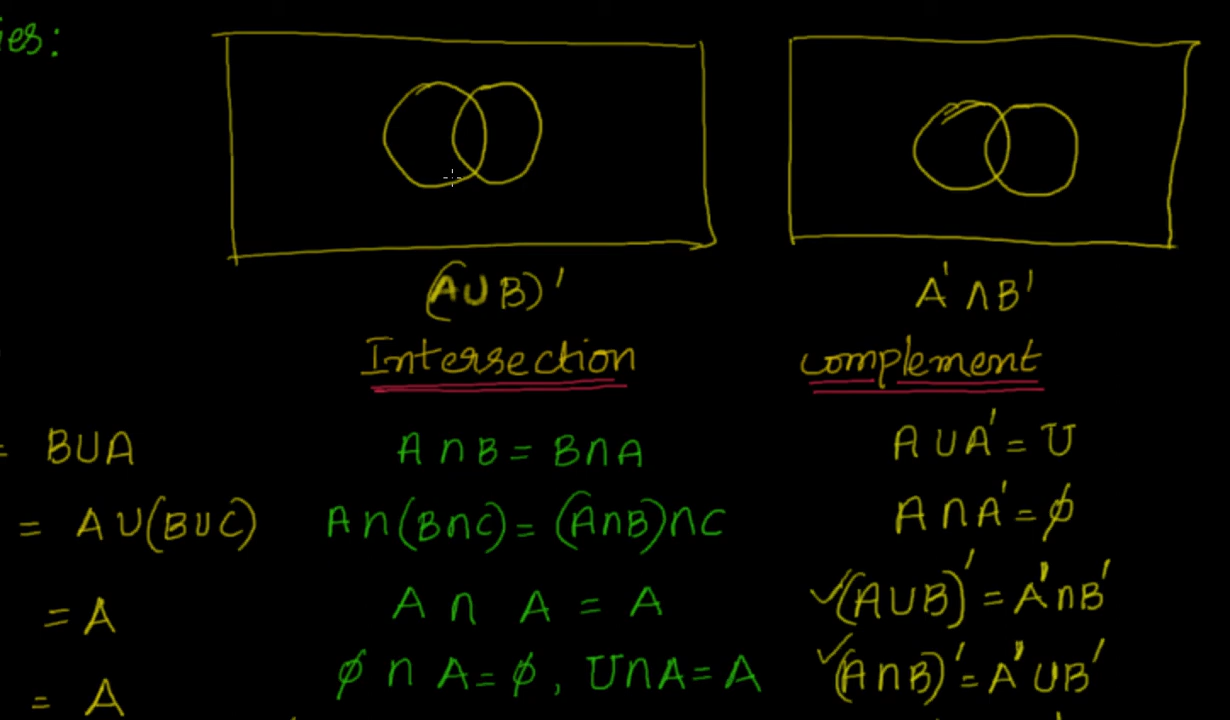 ies:
(A∪B)' A'∩B'
Intersection complement
= B∪A A∩B = B∩A A∪A' = U
= A∪(B∪C) A∩(B∩C) = (A∩B)∩C A∩A' = ϕ
= A A ∩ A = A ✓(A∪B)' = A'∩B'
= A ϕ ∩ A = ϕ, U∩A = A ✓(A∩B)' = A'∪B'